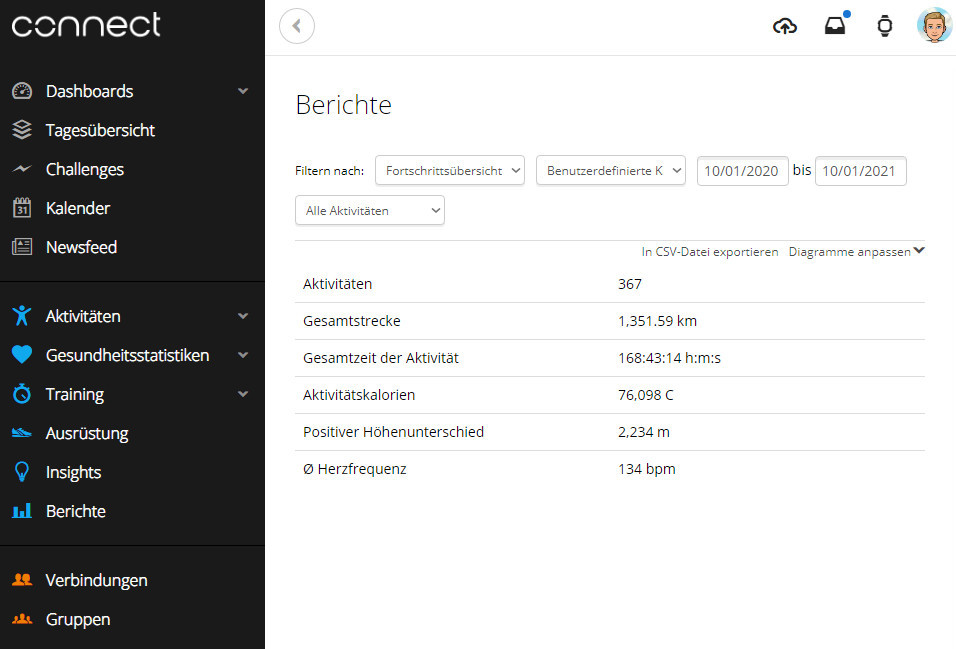 connect
Dashboards
Tagesübersicht
Challenges
31
Kalender
Newsfeed
Aktivitäten
Gesundheitsstatistiken
Training
Ausrüstung
Insights
Berichte
Verbindungen
Gruppen
Berichte
Filtern nach: Fortschrittsübersicht Benutzerdefinierte K 10/01/2020 bis 10/01/2021
Alle Aktivitäten
In CSV-Datei exportieren Diagramme anpassen
Aktivitäten 367
Gesamtstrecke 1,351.59 km
Gesamtzeit der Aktivität 168:43:14 h:m:s
Aktivitätskalorien 76,098 C
Positiver Höhenunterschied 2,234 m
Ø Herzfrequenz 134 bpm